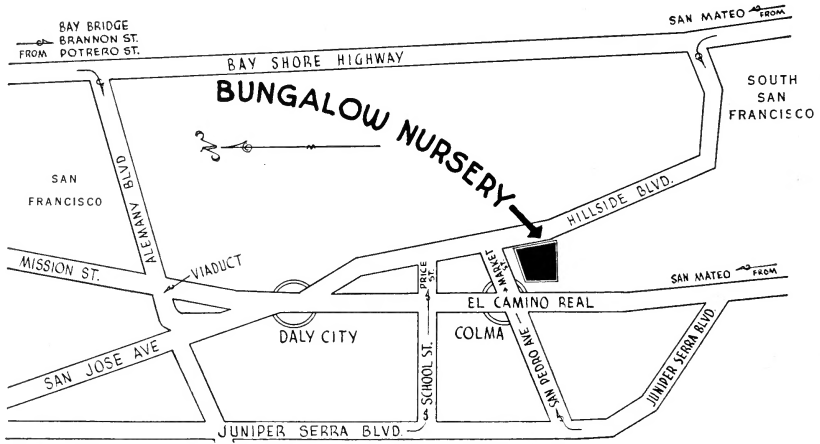 BAY BRIDGE
BRANNON ST.
FROM POTRERO ST.
SAN MATEO FROM
BAY SHORE HIGHWAY
SOUTH
SAN
FRANCISCO
BUNGALOW NURSERY
N
SAN
FRANCISCO
ALEMANY BLVD
HILLSIDE BLVD.
MISSION ST.
VIADUCT
PRICE
ST.
MARKET
ST.
SAN MATEO FROM
EL CAMINO REAL
DALY CITY
COLMA
SAN JOSE AVE
SCHOOL ST.
SAN PEDRO AVE
JUNIPER SERRA BLVD.
JUNIPER SERRA BLVD.